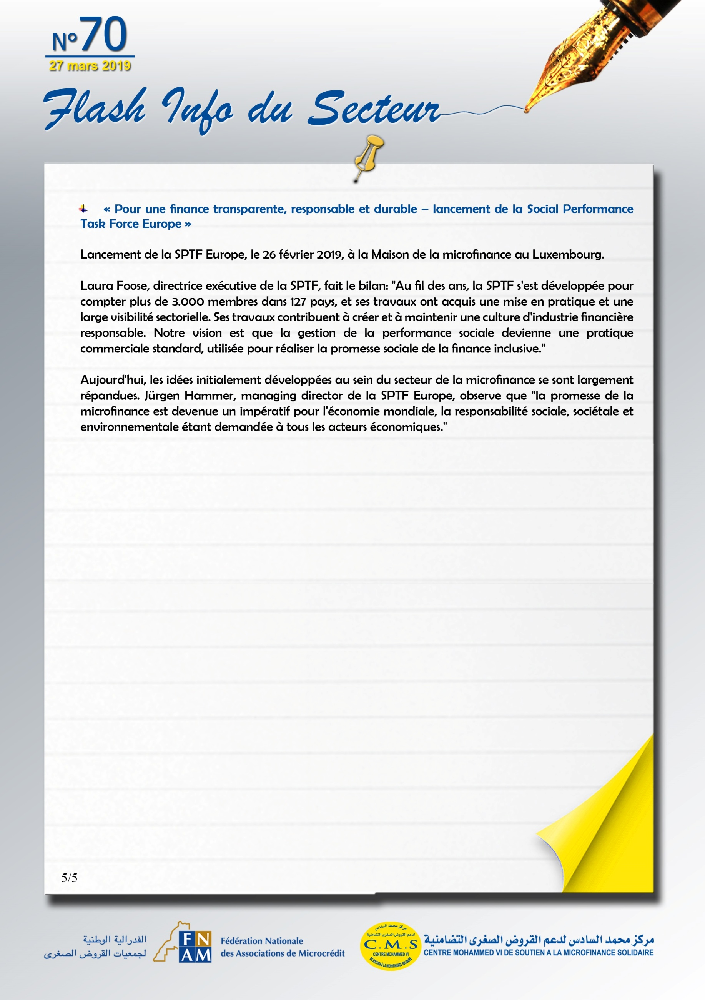 N°70
27 mars 2019
Flash Info du Secteur
« Pour une finance transparente, responsable et durable – lancement de la Social Performance
Task Force Europe »
Lancement de la SPTF Europe, le 26 février 2019, à la Maison de la microfinance au Luxembourg.
Laura Foose, directrice exécutive de la SPTF, fait le bilan: "Au fil des ans, la SPTF s'est développée pour
compter plus de 3.000 membres dans 127 pays, et ses travaux ont acquis une mise en pratique et une
large visibilité sectorielle. Ses travaux contribuent à créer et à maintenir une culture d'industrie financière
responsable. Notre vision est que la gestion de la performance sociale devienne une pratique
commerciale standard, utilisée pour réaliser la promesse sociale de la finance inclusive."
Aujourd'hui, les idées initialement développées au sein du secteur de la microfinance se sont largement
répandues. Jürgen Hammer, managing director de la SPTF Europe, observe que "la promesse de la
microfinance est devenue un impératif pour l'économie mondiale, la responsabilité sociale, sociétale et
environnementale étant demandée à tous les acteurs économiques."
5/5
الفدرالية الوطنية
لجمعيات القروض الصغرى
FN
AM
Fédération Nationale
des Associations de Microcrédit
مركز محمد السادس
لدعم القروض الصغرى التضامنية
C.M.S
CENTRE MOHAMMED VI
DE SOUTIEN À LA MICROFINANCE SOLIDAIRE
مركز محمد السادس لدعم القروض الصغرى التضامنية
CENTRE MOHAMMED VI DE SOUTIEN A LA MICROFINANCE SOLIDAIRE